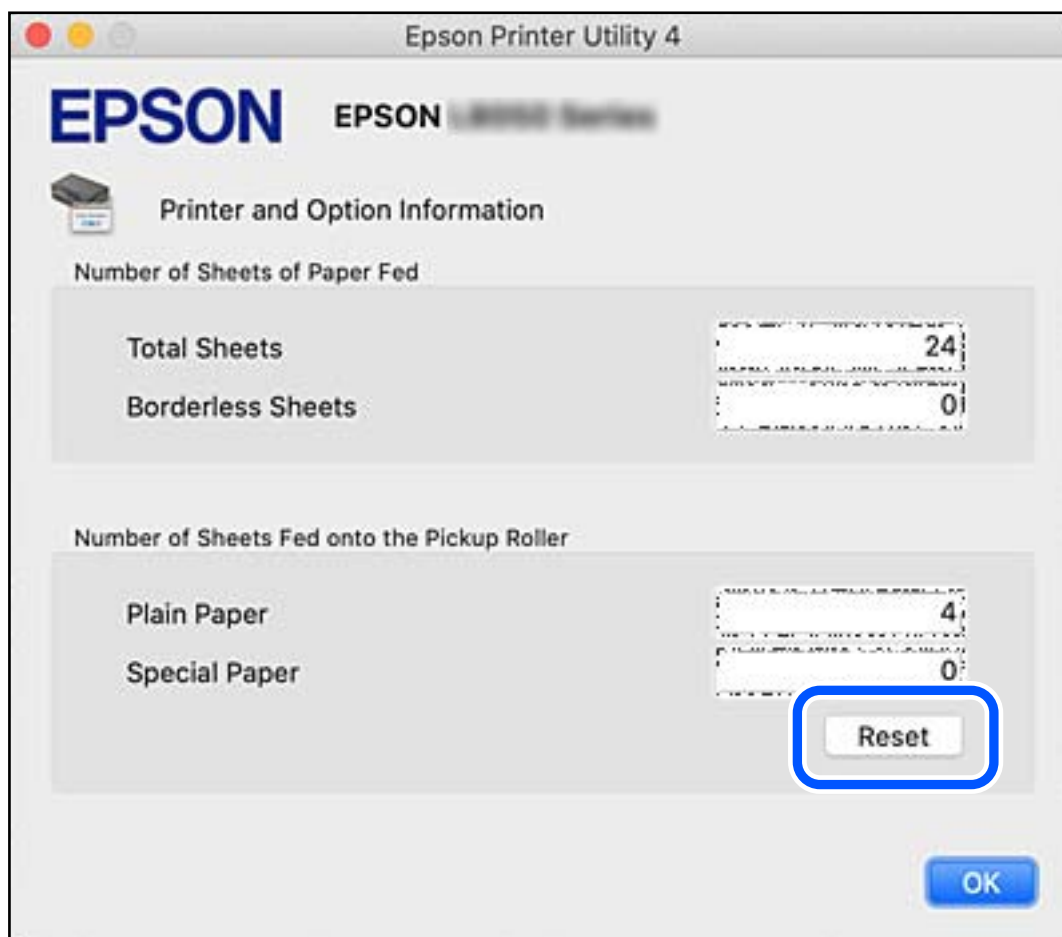 Epson Printer Utility 4
EPSON EPSON
Printer and Option Information
Number of Sheets of Paper Fed
Total Sheets 24
Borderless Sheets 0
Number of Sheets Fed onto the Pickup Roller
Plain Paper 4
Special Paper 0
Reset
OK